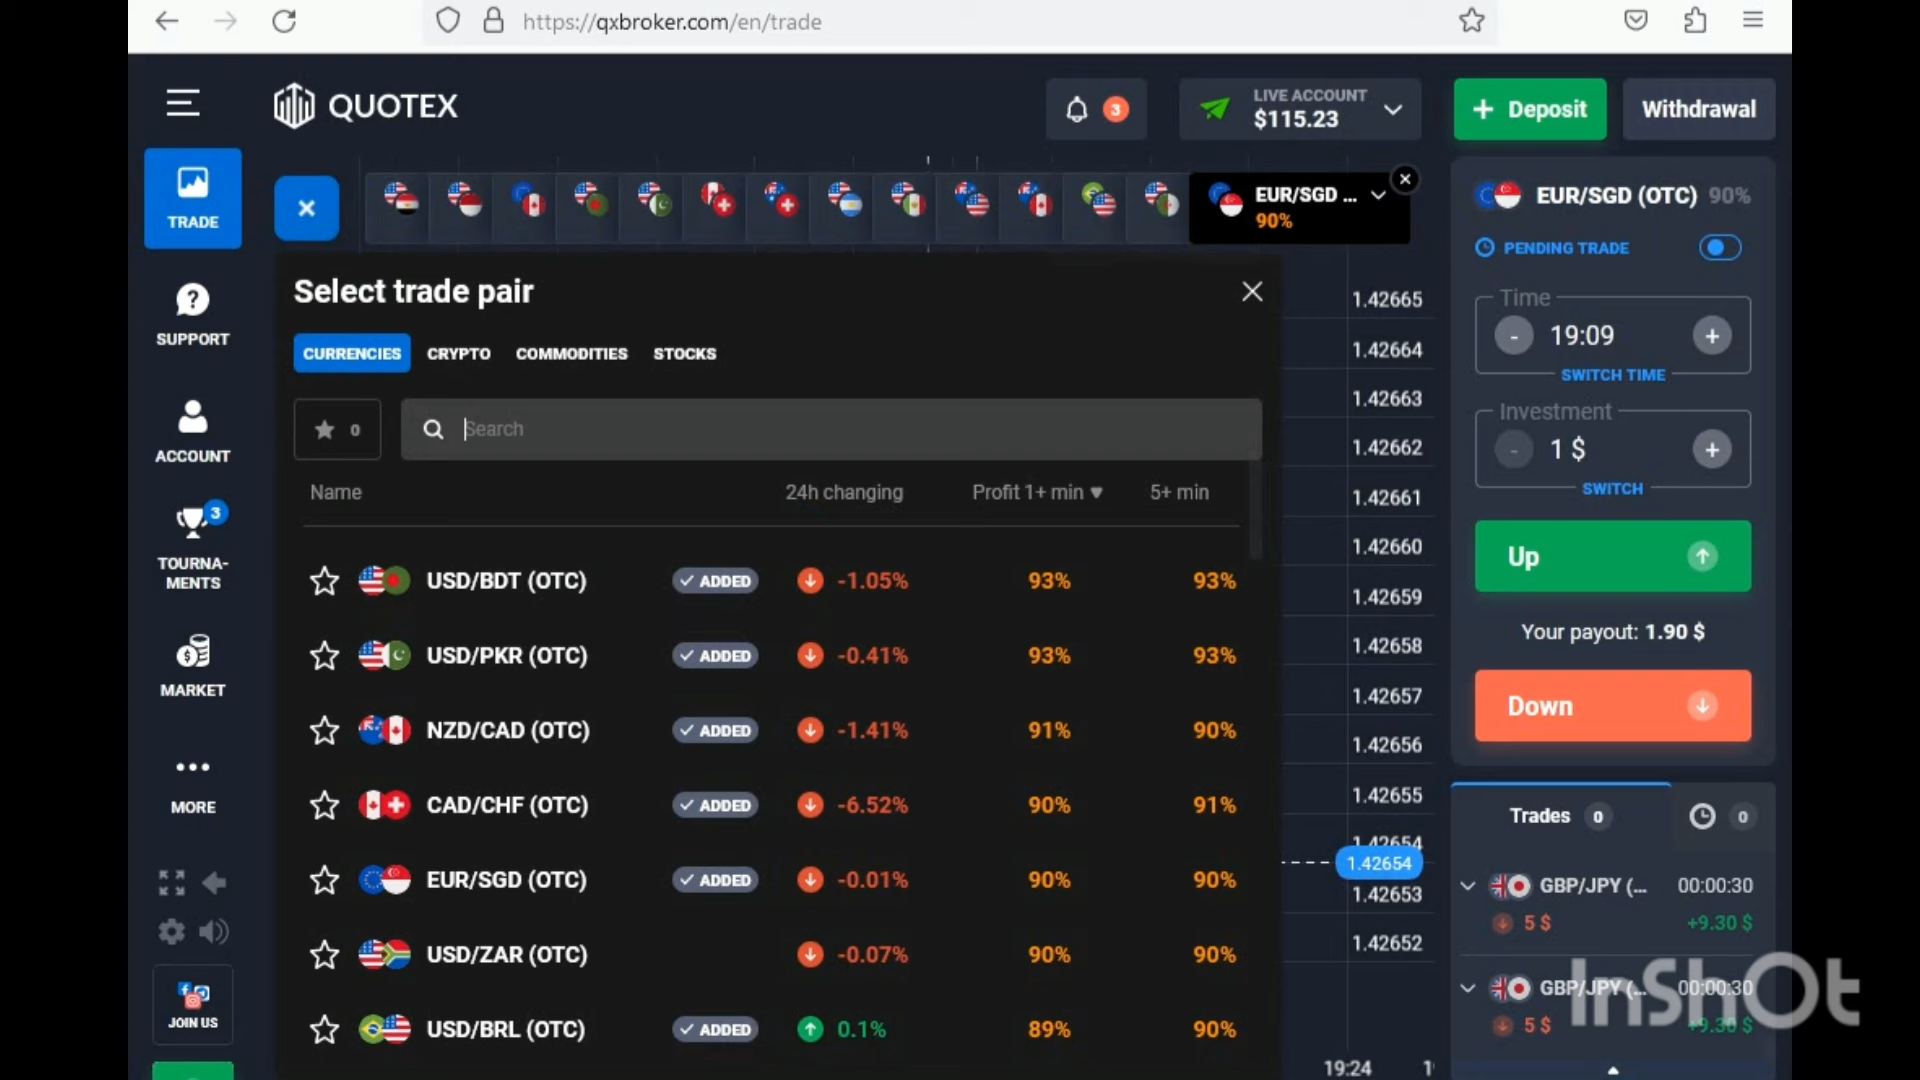 https://qxbroker.com/en/trade
QUOTEX
3
LIVE ACCOUNT
$115.23
+ Deposit
Withdrawal
TRADE
SUPPORT
ACCOUNT
3
TOURNA-
MENTS
MARKET
MORE
JOIN US
EUR/SGD ...
90%
Select trade pair
CURRENCIES CRYPTO COMMODITIES STOCKS
0
Search
Name 24h changing Profit 1+ min 5+ min
USD/BDT (OTC) ADDED -1.05% 93% 93%
USD/PKR (OTC) ADDED -0.41% 93% 93%
NZD/CAD (OTC) ADDED -1.41% 91% 90%
CAD/CHF (OTC) ADDED -6.52% 90% 91%
EUR/SGD (OTC) ADDED -0.01% 90% 90%
USD/ZAR (OTC) -0.07% 90% 90%
USD/BRL (OTC) ADDED 0.1% 89% 90%
1.42665
1.42664
1.42663
1.42662
1.42661
1.42660
1.42659
1.42658
1.42657
1.42656
1.42655
1.42654
1.42654
1.42653
1.42652
19:24
EUR/SGD (OTC) 90%
PENDING TRADE
Time
- 19:09 +
SWITCH TIME
Investment
- 1 $ +
SWITCH
Up
Your payout: 1.90 $
Down
Trades 0
0
GBP/JPY (... 00:00:30
5 $ +9.30 $
GBP/JPY (... 00:00:30
5 $ +9.30 $
InShOt